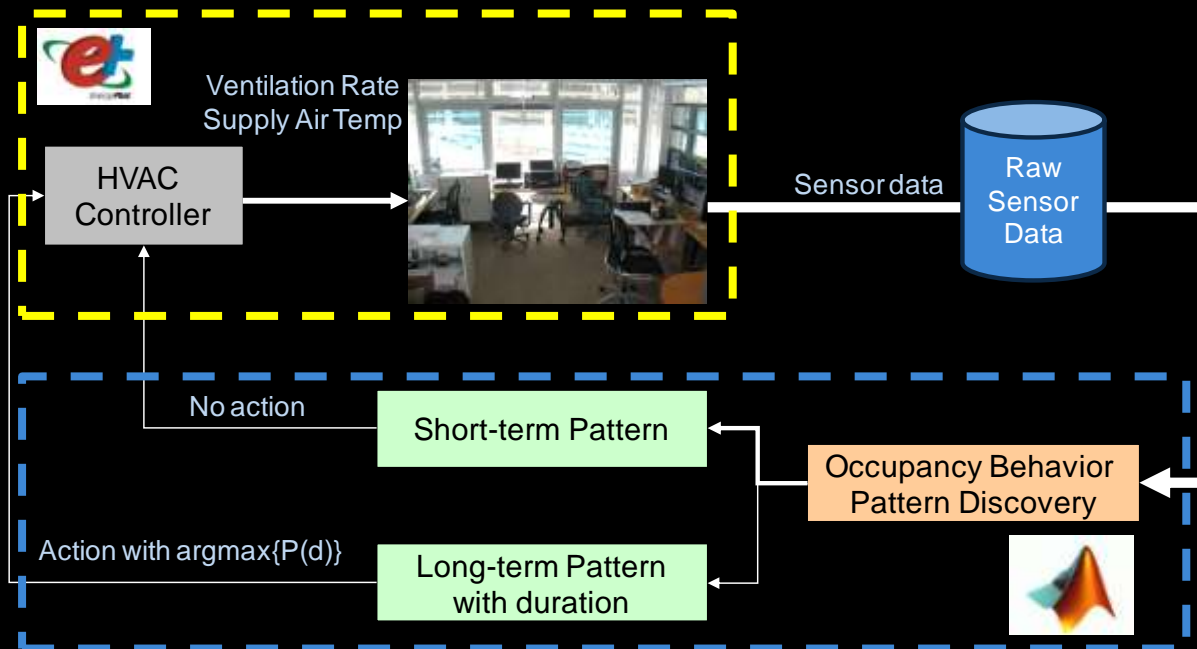 Ventilation Rate
Supply Air Temp
HVAC
Controller
Sensor data
Raw
Sensor
Data
No action
Short-term Pattern
Occupancy Behavior
Pattern Discovery
Action with argmax{P(d)}
Long-term Pattern
with duration